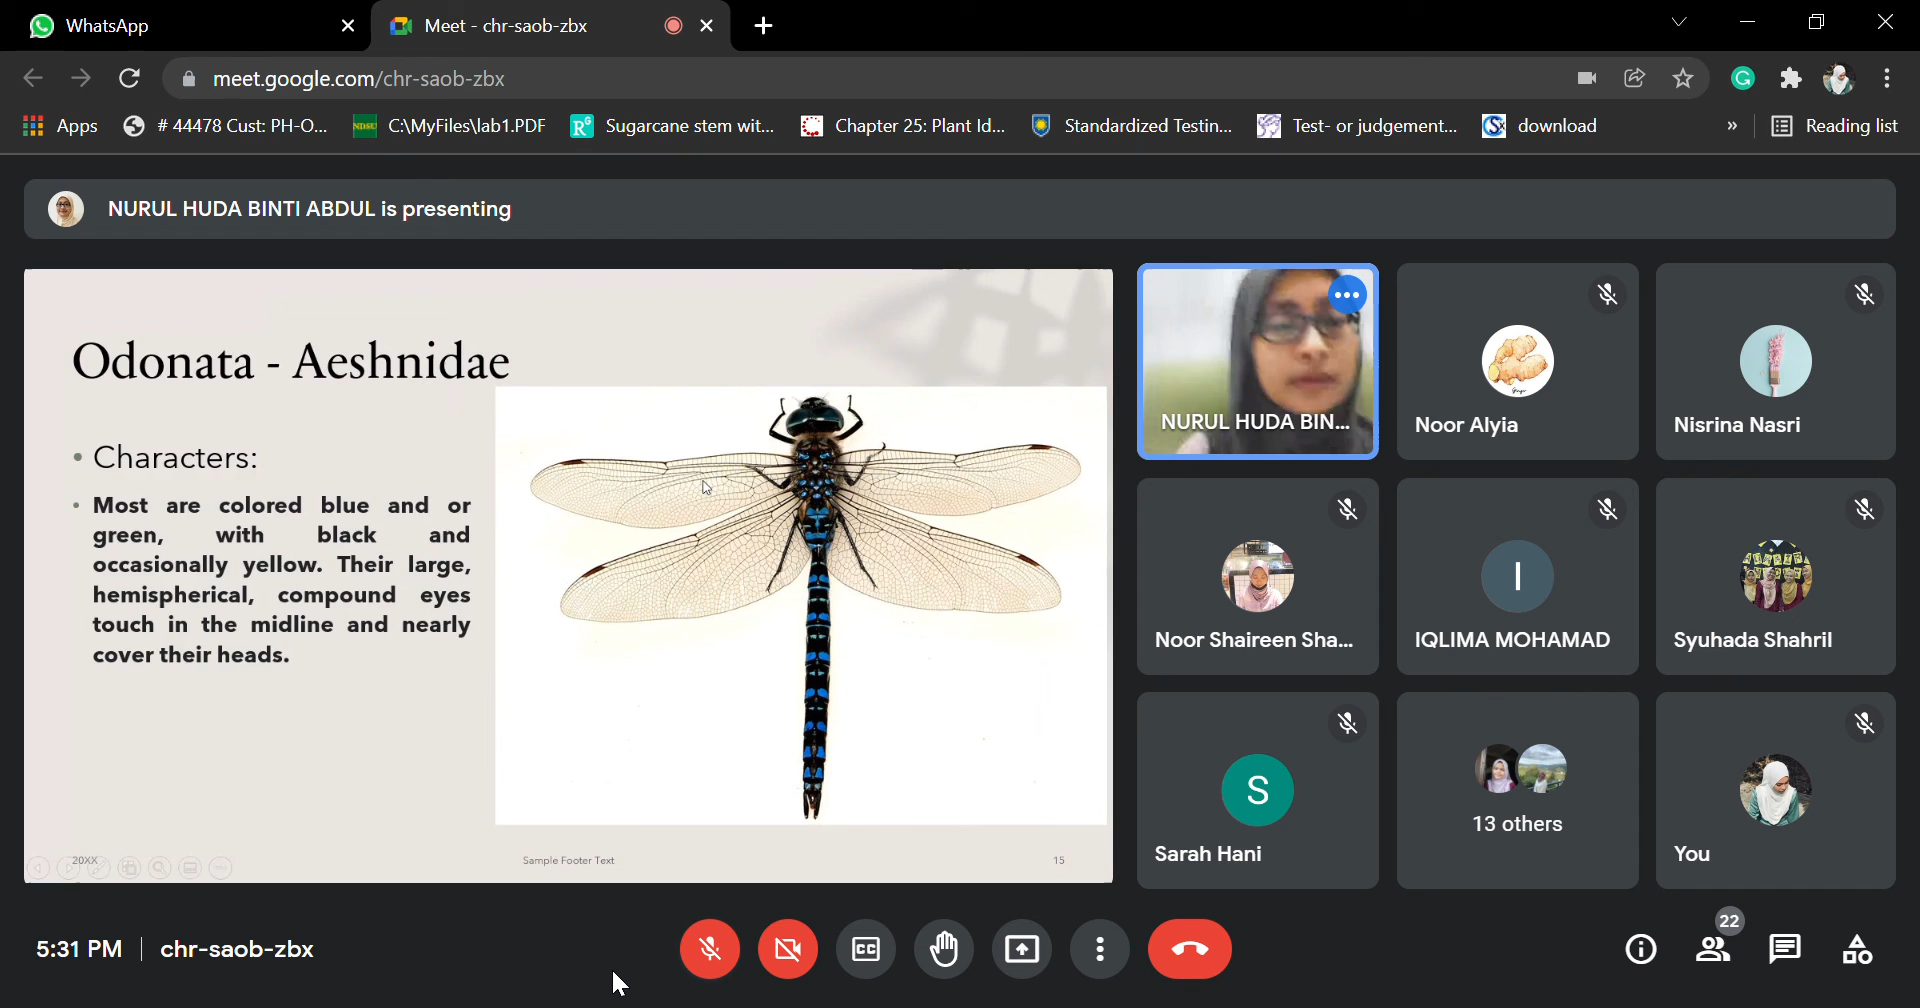 WhatsApp
Meet - chr-saob-zbx
meet.google.com/chr-saob-zbx
Apps
# 44478 Cust: PH-O...
C:\MyFiles\lab1.PDF
Sugarcane stem wit...
Chapter 25: Plant Id...
Standardized Testin...
Test- or judgement...
download
»
Reading list
NURUL HUDA BINTI ABDUL is presenting
Odonata - Aeshnidae
• Characters:
• Most are colored blue and or
green, with black and
occasionally yellow. Their large,
hemispherical, compound eyes
touch in the midline and nearly
cover their heads.
20XX
Sample Footer Text
15
NURUL HUDA BIN...
Noor Alyia
Nisrina Nasri
Noor Shaireen Sha...
I
IQLIMA MOHAMAD
Syuhada Shahril
S
Sarah Hani
13 others
You
5:31 PM
chr-saob-zbx
CC
22